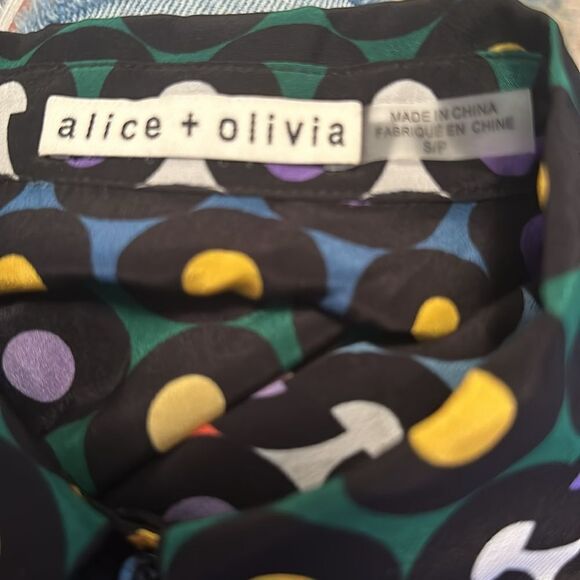 alice + olivia
MADE IN CHINA
FABRIQUÉ EN CHINE
S/P